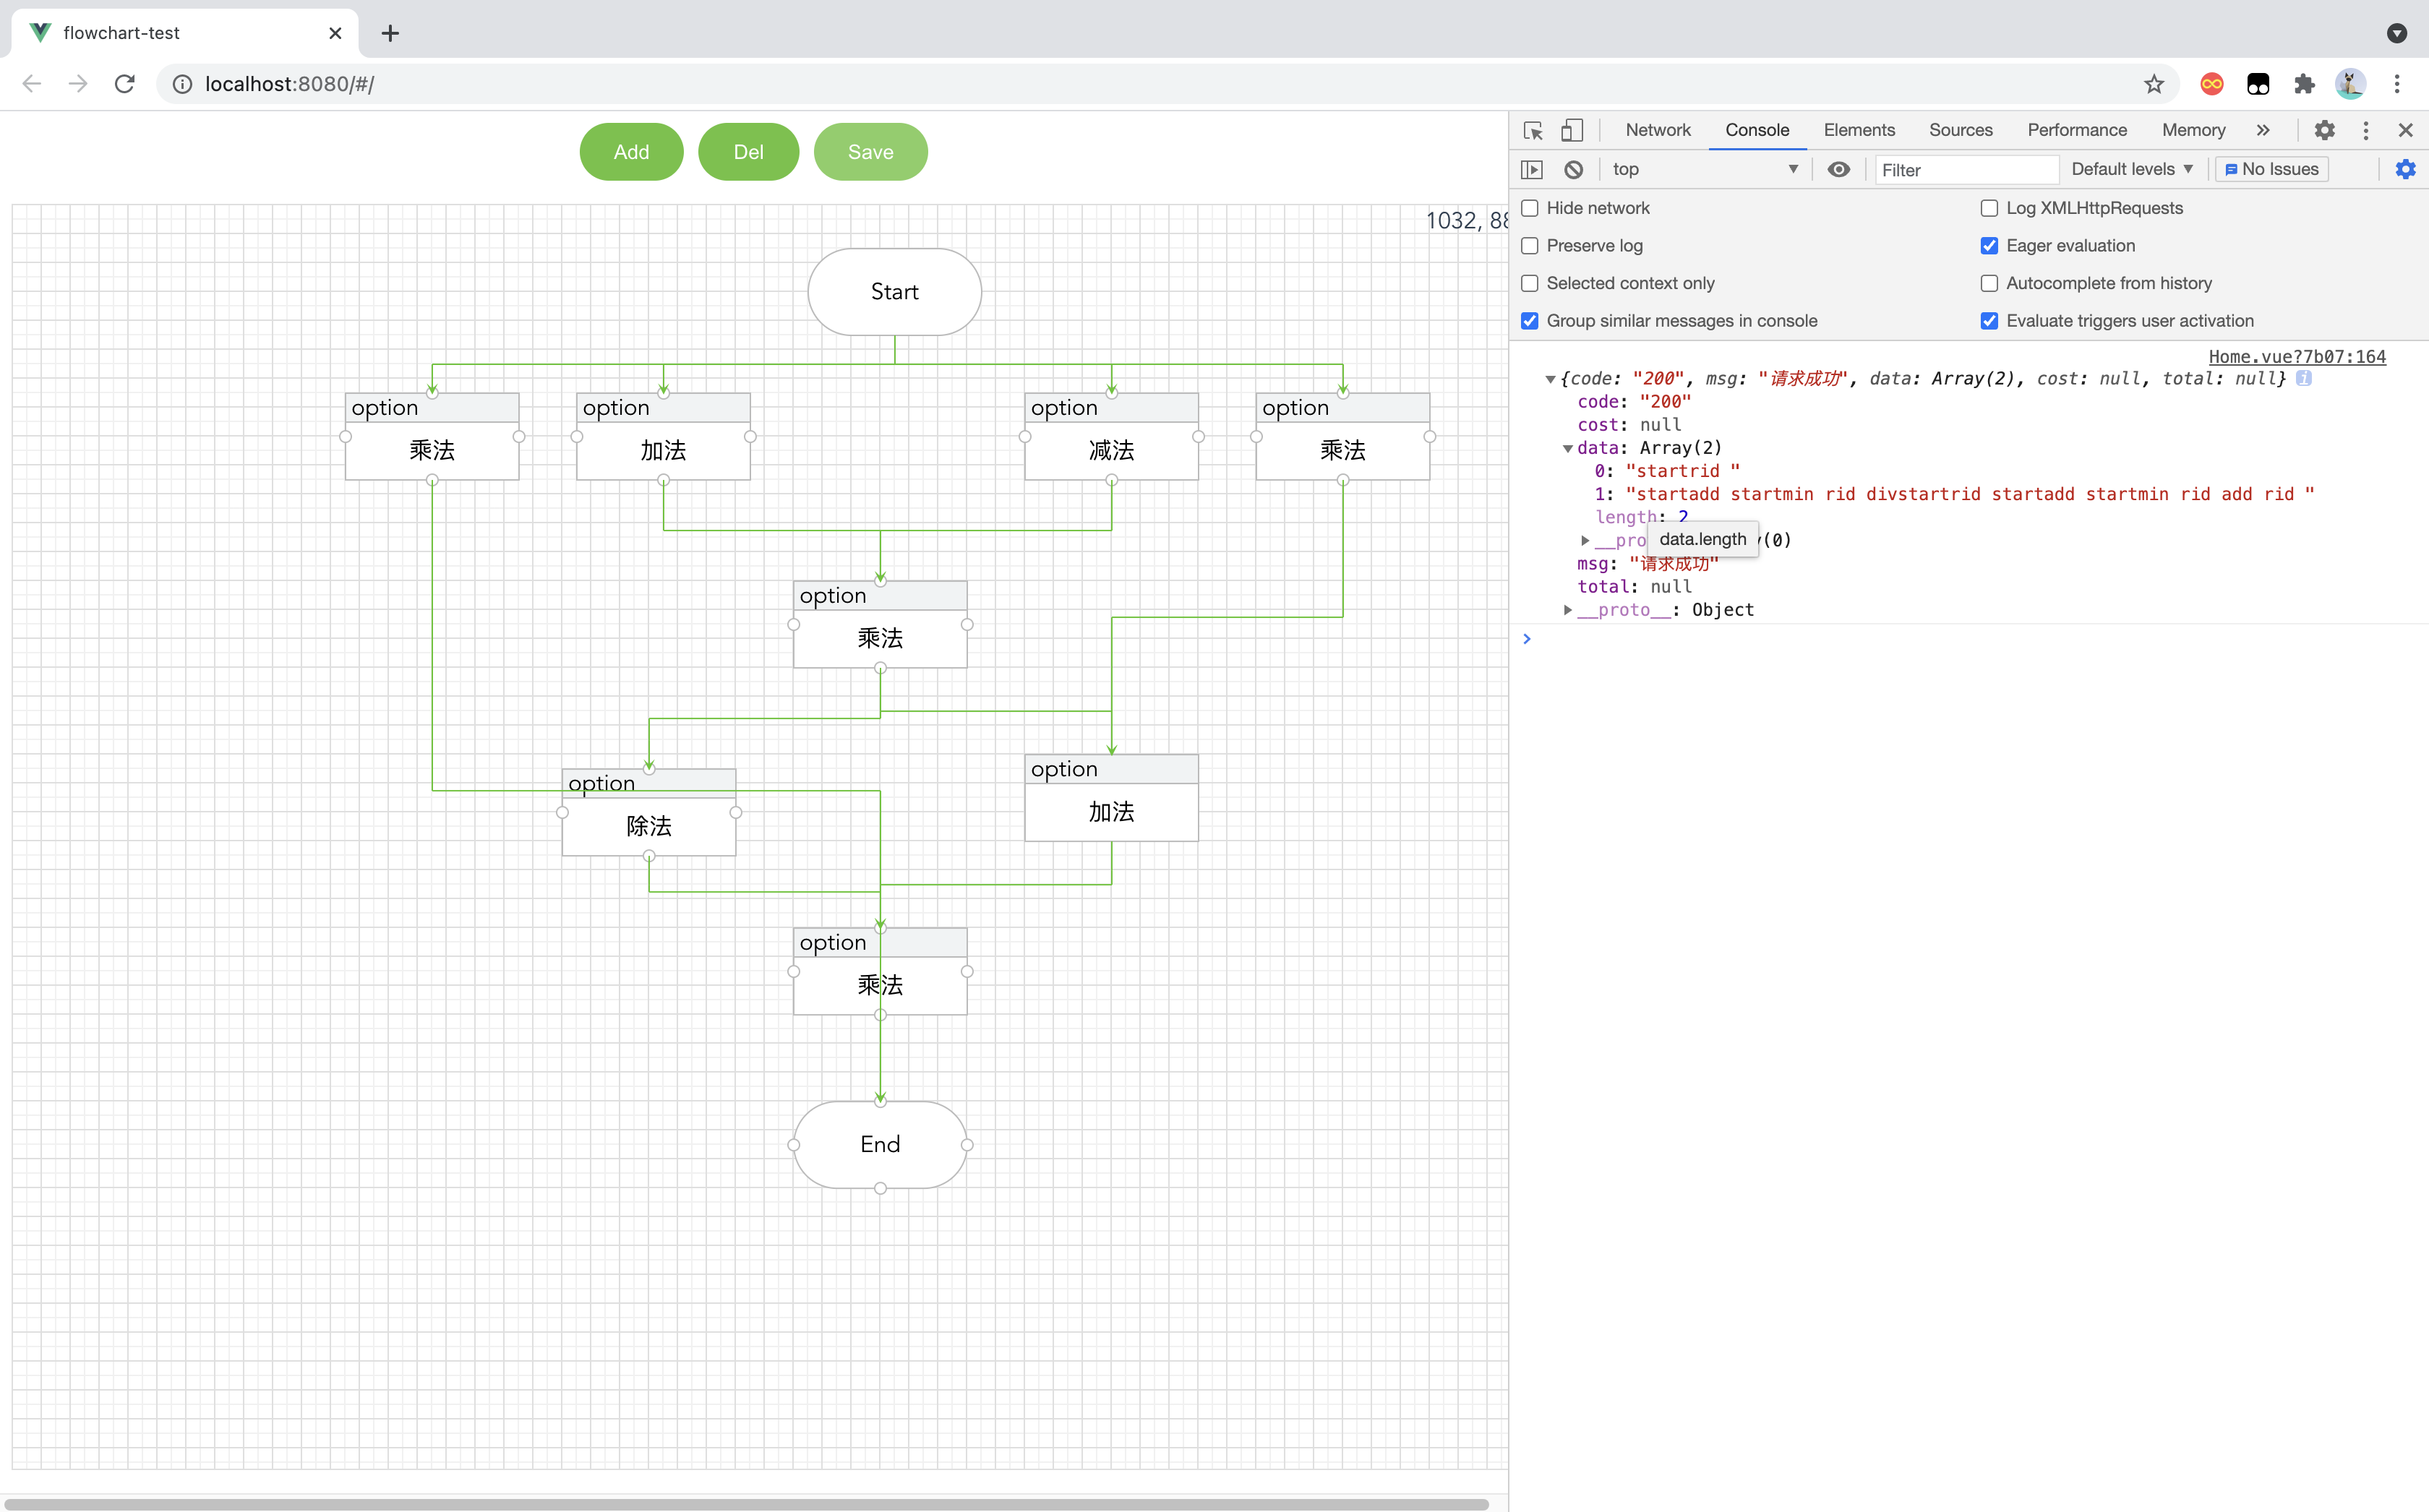 flowchart-test
localhost:8080/#/
Add Del Save
1032, 88
Start
option option option option
乘法 加法 减法 乘法
option
乘法
option
加法
option
除法
option
乘法
End
Network Console Elements Sources Performance Memory
top Filter Default levels No Issues
Hide network Log XMLHttpRequests
Preserve log Eager evaluation
Selected context only Autocomplete from history
Group similar messages in console Evaluate triggers user activation
Home.vue?7b07:164
{code: "200", msg: "请求成功", data: Array(2), cost: null, total: null} i
code: "200"
cost: null
data: Array(2)
0: "startrid "
1: "startadd startmin rid divstartrid startadd startmin rid add rid "
length: 2
data.length
__pro y(0)
msg: "请求成功"
total: null
__proto__: Object